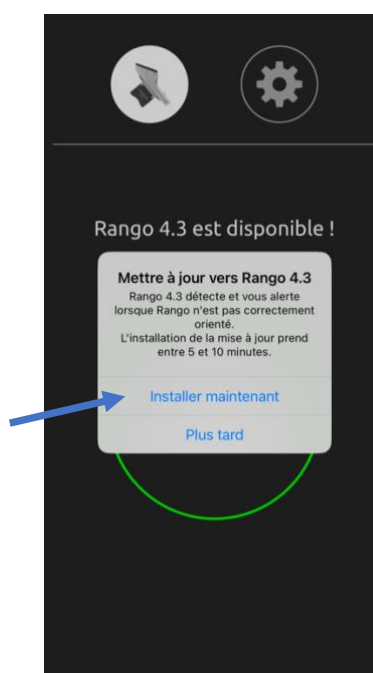 Rango 4.3 est disponible !
Mettre à jour vers Rango 4.3
Rango 4.3 détecte et vous alerte
lorsque Rango n'est pas correctement
orienté.
L'installation de la mise à jour prend
entre 5 et 10 minutes.
Installer maintenant
Plus tard